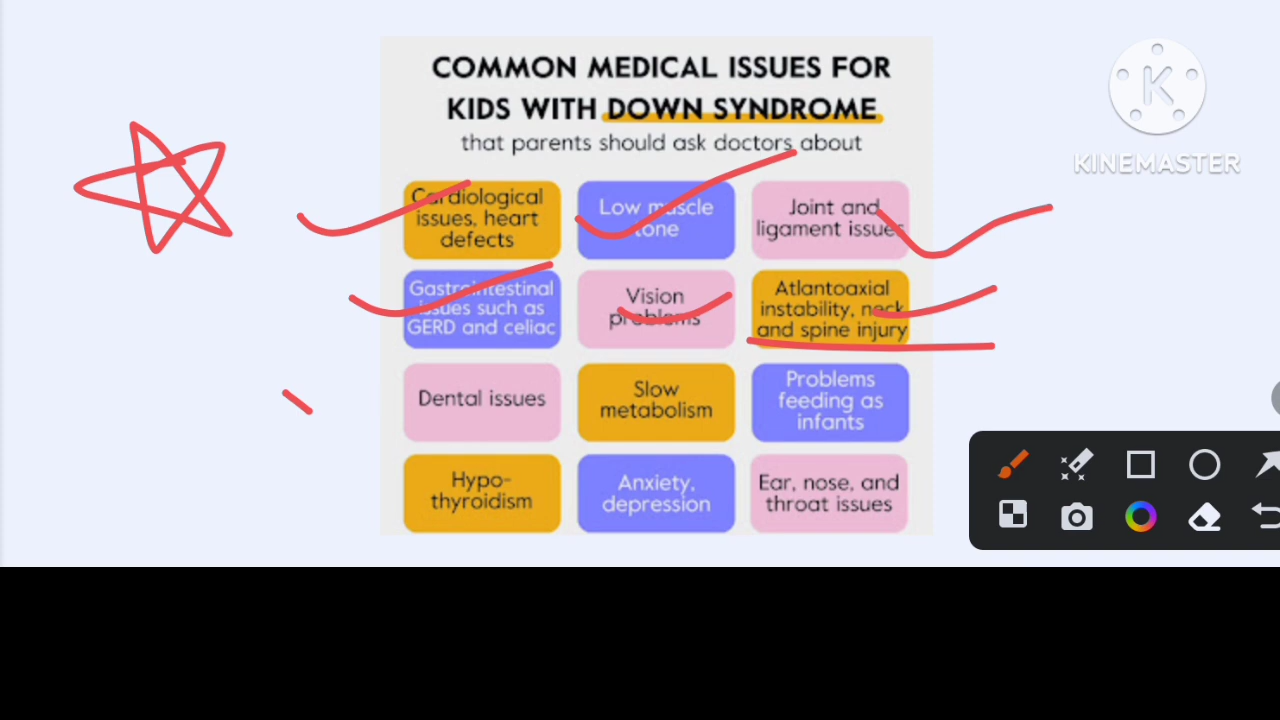 COMMON MEDICAL ISSUES FOR
KIDS WITH DOWN SYNDROME
that parents should ask doctors about
Cardiological
issues, heart
defects
Low muscle
tone
Joint and
ligament issues
Gastrointestinal
issues such as
GERD and celiac
Vision
problems
Atlantoaxial
instability, neck
and spine injury
Dental issues
Slow
metabolism
Problems
feeding as
infants
Hypo-
thyroidism
Anxiety,
depression
Ear, nose, and
throat issues
K
KINEMASTER